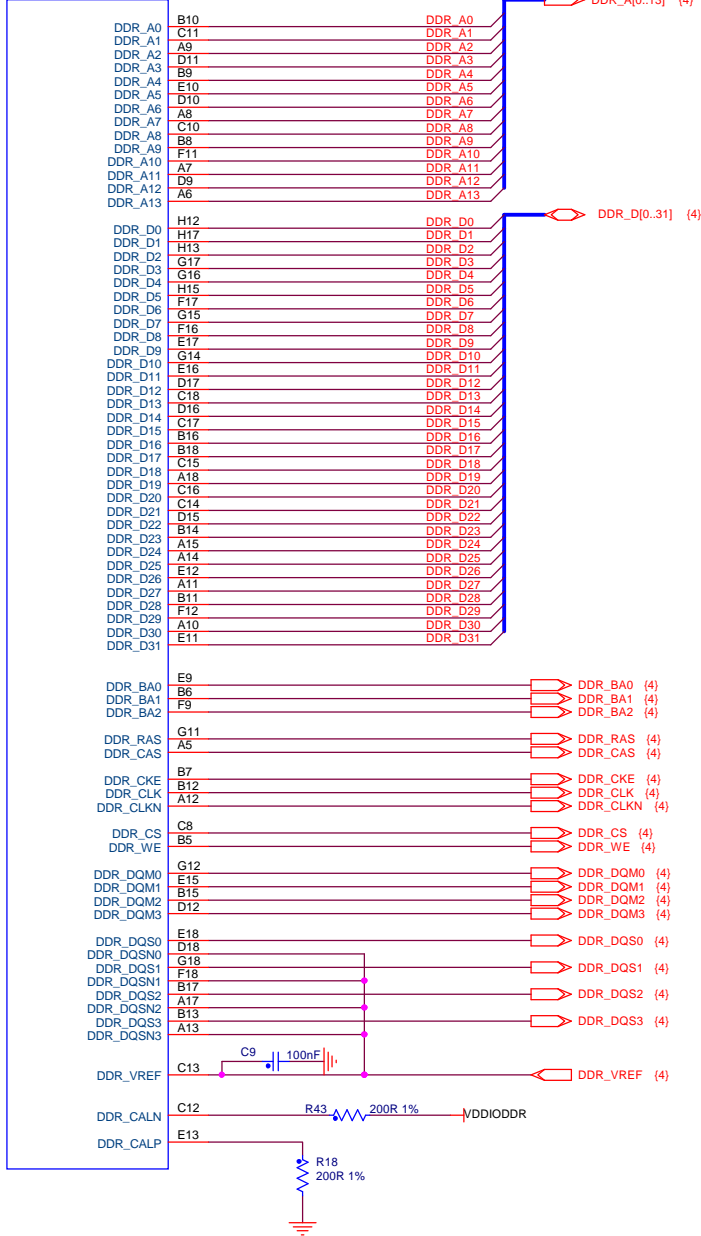 DDR_A[0..13] {4}
DDR_A0 B10 DDR_A0
DDR_A1 C11 DDR_A1
DDR_A2 A9 DDR_A2
DDR_A3 D11 DDR_A3
DDR_A4 B9 DDR_A4
DDR_A5 E10 DDR_A5
DDR_A6 D10 DDR_A6
DDR_A7 A8 DDR_A7
DDR_A8 C10 DDR_A8
DDR_A9 B8 DDR_A9
DDR_A10 F11 DDR_A10
DDR_A11 A7 DDR_A11
DDR_A12 D9 DDR_A12
DDR_A13 A6 DDR_A13
DDR_D[0..31] {4}
DDR_D0 H12 DDR_D0
DDR_D1 H17 DDR_D1
DDR_D2 H13 DDR_D2
DDR_D3 G17 DDR_D3
DDR_D4 G16 DDR_D4
DDR_D5 H15 DDR_D5
DDR_D6 F17 DDR_D6
DDR_D7 G15 DDR_D7
DDR_D8 F16 DDR_D8
DDR_D9 E17 DDR_D9
DDR_D10 G14 DDR_D10
DDR_D11 E16 DDR_D11
DDR_D12 D17 DDR_D12
DDR_D13 C18 DDR_D13
DDR_D14 D16 DDR_D14
DDR_D15 C17 DDR_D15
DDR_D16 B16 DDR_D16
DDR_D17 B18 DDR_D17
DDR_D18 C15 DDR_D18
DDR_D19 A18 DDR_D19
DDR_D20 C16 DDR_D20
DDR_D21 C14 DDR_D21
DDR_D22 D15 DDR_D22
DDR_D23 B14 DDR_D23
DDR_D24 A15 DDR_D24
DDR_D25 A14 DDR_D25
DDR_D26 E12 DDR_D26
DDR_D27 A11 DDR_D27
DDR_D28 B11 DDR_D28
DDR_D29 F12 DDR_D29
DDR_D30 A10 DDR_D30
DDR_D31 E11 DDR_D31
DDR_BA0 E9 DDR_BA0 {4}
DDR_BA1 B6 DDR_BA1 {4}
DDR_BA2 F9 DDR_BA2 {4}
DDR_RAS G11 DDR_RAS {4}
DDR_CAS A5 DDR_CAS {4}
DDR_CKE B7 DDR_CKE {4}
DDR_CLK B12 DDR_CLK {4}
DDR_CLKN A12 DDR_CLKN {4}
DDR_CS C8 DDR_CS {4}
DDR_WE B5 DDR_WE {4}
DDR_DQM0 G12 DDR_DQM0 {4}
DDR_DQM1 E15 DDR_DQM1 {4}
DDR_DQM2 B15 DDR_DQM2 {4}
DDR_DQM3 D12 DDR_DQM3 {4}
DDR_DQS0 E18 DDR_DQS0 {4}
DDR_DQSN0 D18
DDR_DQS1 G18 DDR_DQS1 {4}
DDR_DQSN1 F18
DDR_DQS2 B17 DDR_DQS2 {4}
DDR_DQSN2 A17
DDR_DQS3 B13 DDR_DQS3 {4}
DDR_DQSN3 A13
C9 100nF
DDR_VREF C13 DDR_VREF {4}
DDR_CALN C12 R43 200R 1% VDDIODDR
DDR_CALP E13
R18
200R 1%